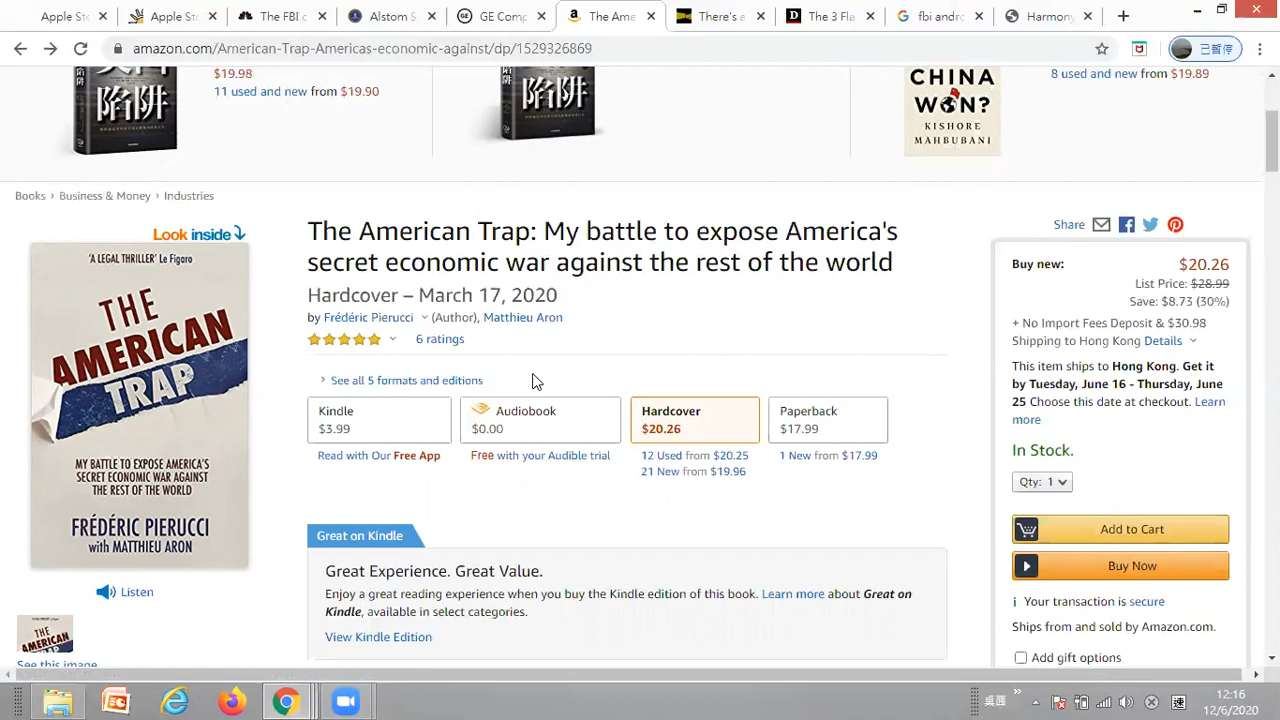 Apple St
Apple St
The FBI c
Alstom S
GE Comp
The Ame
There's a
The 3 Fla
fbi andro
Harmony
amazon.com/American-Trap-Americas-economic-against/dp/1529326869
已暫停
$19.98
11 used and new from $19.90
陷阱
陷阱
CHINA
WON?
KISHORE
MAHBUBANI
8 used and new from $19.89
Books › Business & Money › Industries
Look inside
'A LEGAL THRILLER' Le Figaro
THE
AMERICAN
TRAP
MY BATTLE TO EXPOSE AMERICA'S
SECRET ECONOMIC WAR AGAINST
THE REST OF THE WORLD
FRÉDÉRIC PIERUCCI
with MATTHIEU ARON
Listen
THE
AMERICAN
See this image
The American Trap: My battle to expose America's
secret economic war against the rest of the world
Hardcover – March 17, 2020
by Frédéric Pierucci (Author), Matthieu Aron
6 ratings
See all 5 formats and editions
Kindle
$3.99
Read with Our Free App
Audiobook
$0.00
Free with your Audible trial
Hardcover
$20.26
12 Used from $20.25
21 New from $19.96
Paperback
$17.99
1 New from $17.99
Great on Kindle
Great Experience. Great Value.
Enjoy a great reading experience when you buy the Kindle edition of this book. Learn more about Great on
Kindle, available in select categories.
View Kindle Edition
Share
Buy new: $20.26
List Price: $28.99
Save: $8.73 (30%)
+ No Import Fees Deposit & $30.98
Shipping to Hong Kong Details
This item ships to Hong Kong. Get it
by Tuesday, June 16 - Thursday, June
25 Choose this date at checkout. Learn
more
In Stock.
Qty: 1
Add to Cart
Buy Now
Your transaction is secure
Ships from and sold by Amazon.com.
Add gift options
桌面
12:16
12/6/2020